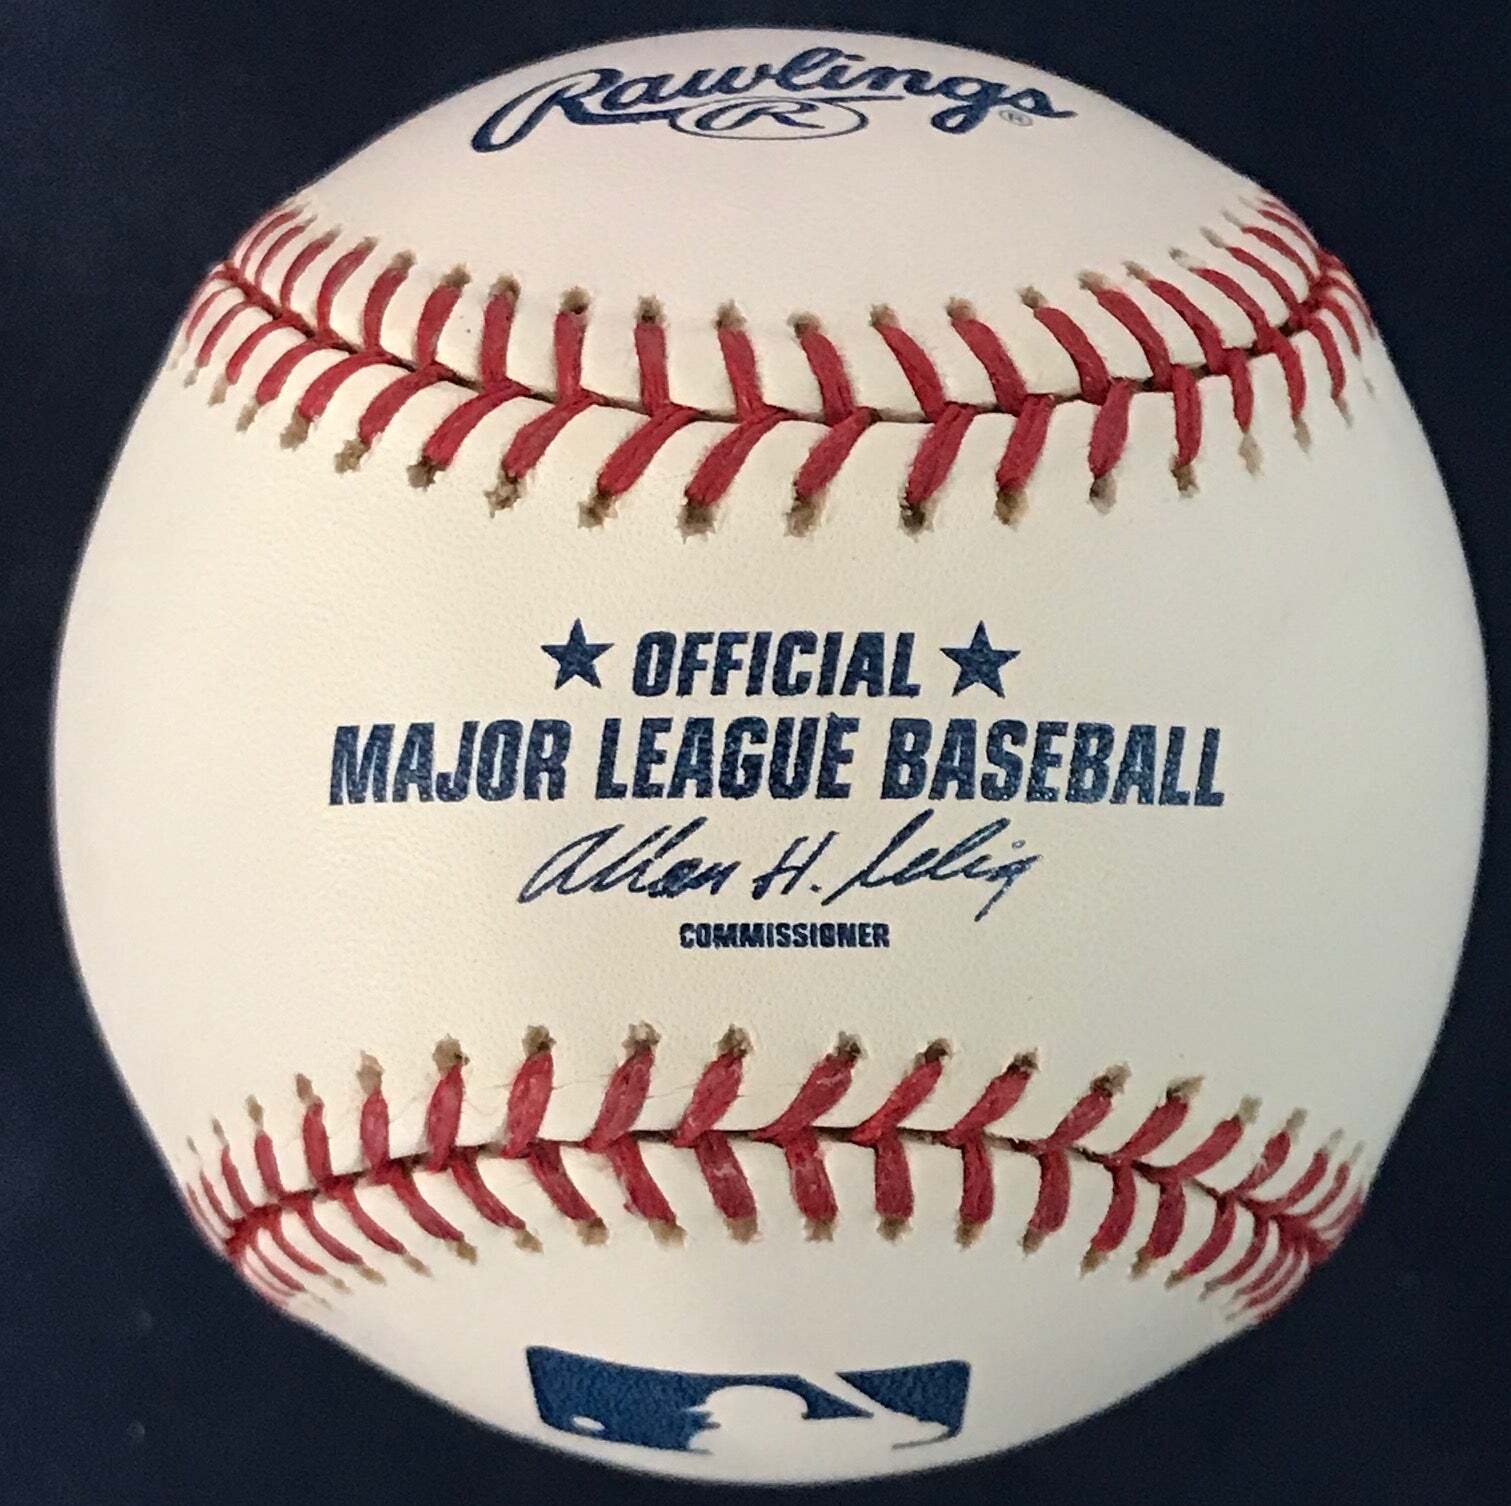 Rawlings ®
R
★ OFFICIAL ★
MAJOR LEAGUE BASEBALL
Allan H. Selig
COMMISSIONER